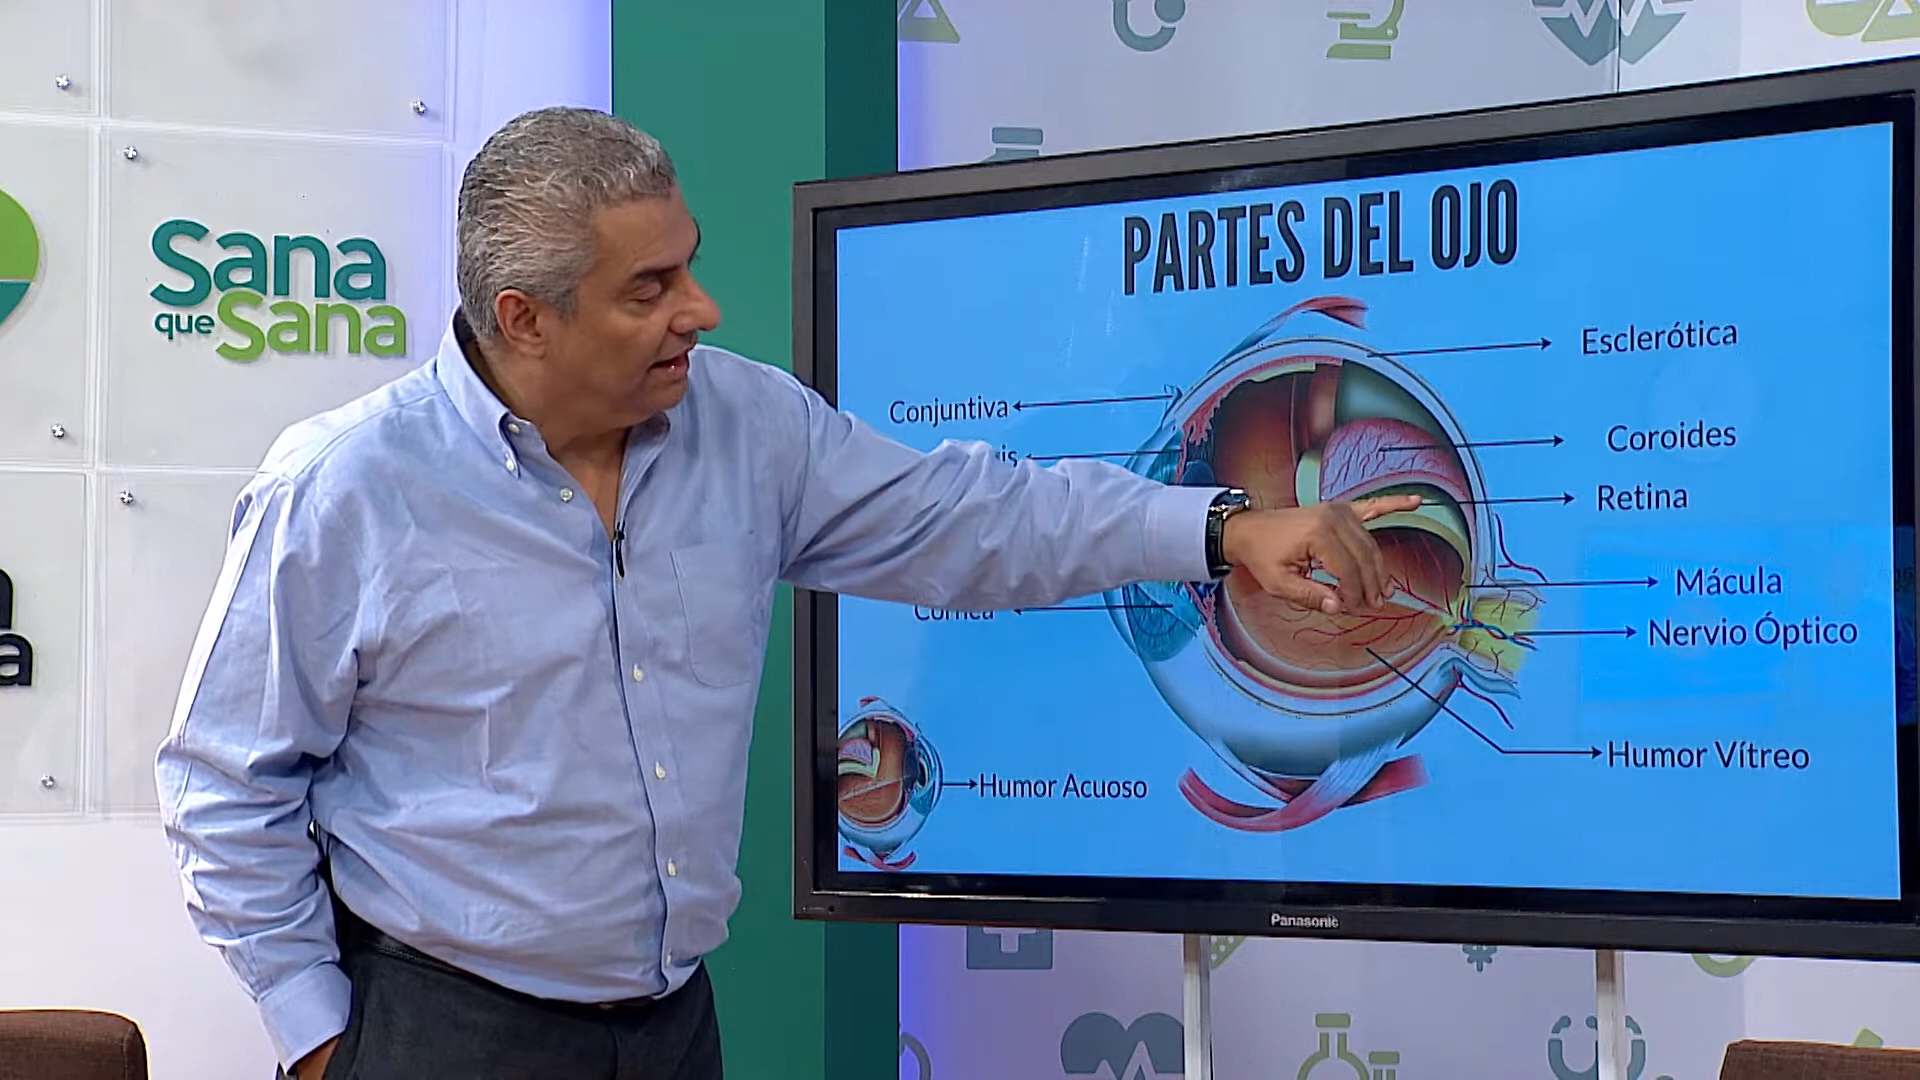 Sana
que Sana
PARTES DEL OJO
Esclerótica
Conjuntiva
Coroides
Retina
Mácula
Nervio Óptico
Humor Vítreo
Humor Acuoso
Panasonic